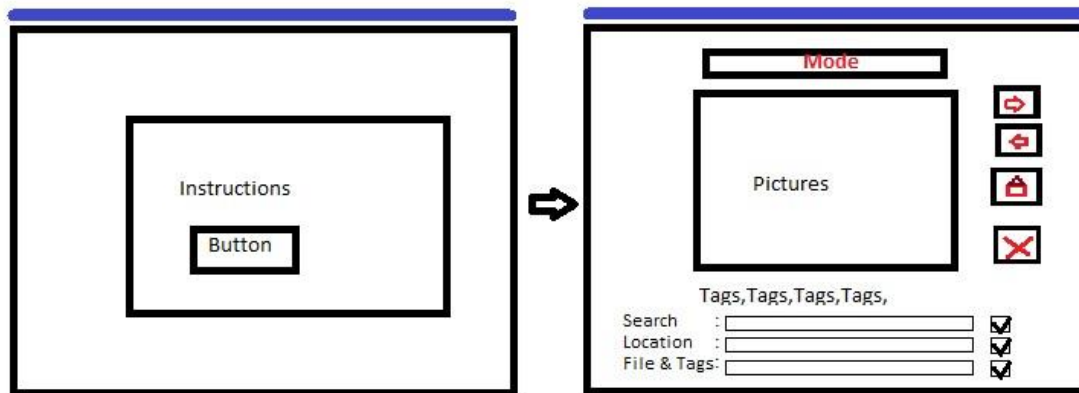 Instructions
Button
Mode
Pictures
Tags,Tags,Tags,Tags,
Search :
Location :
File & Tags: